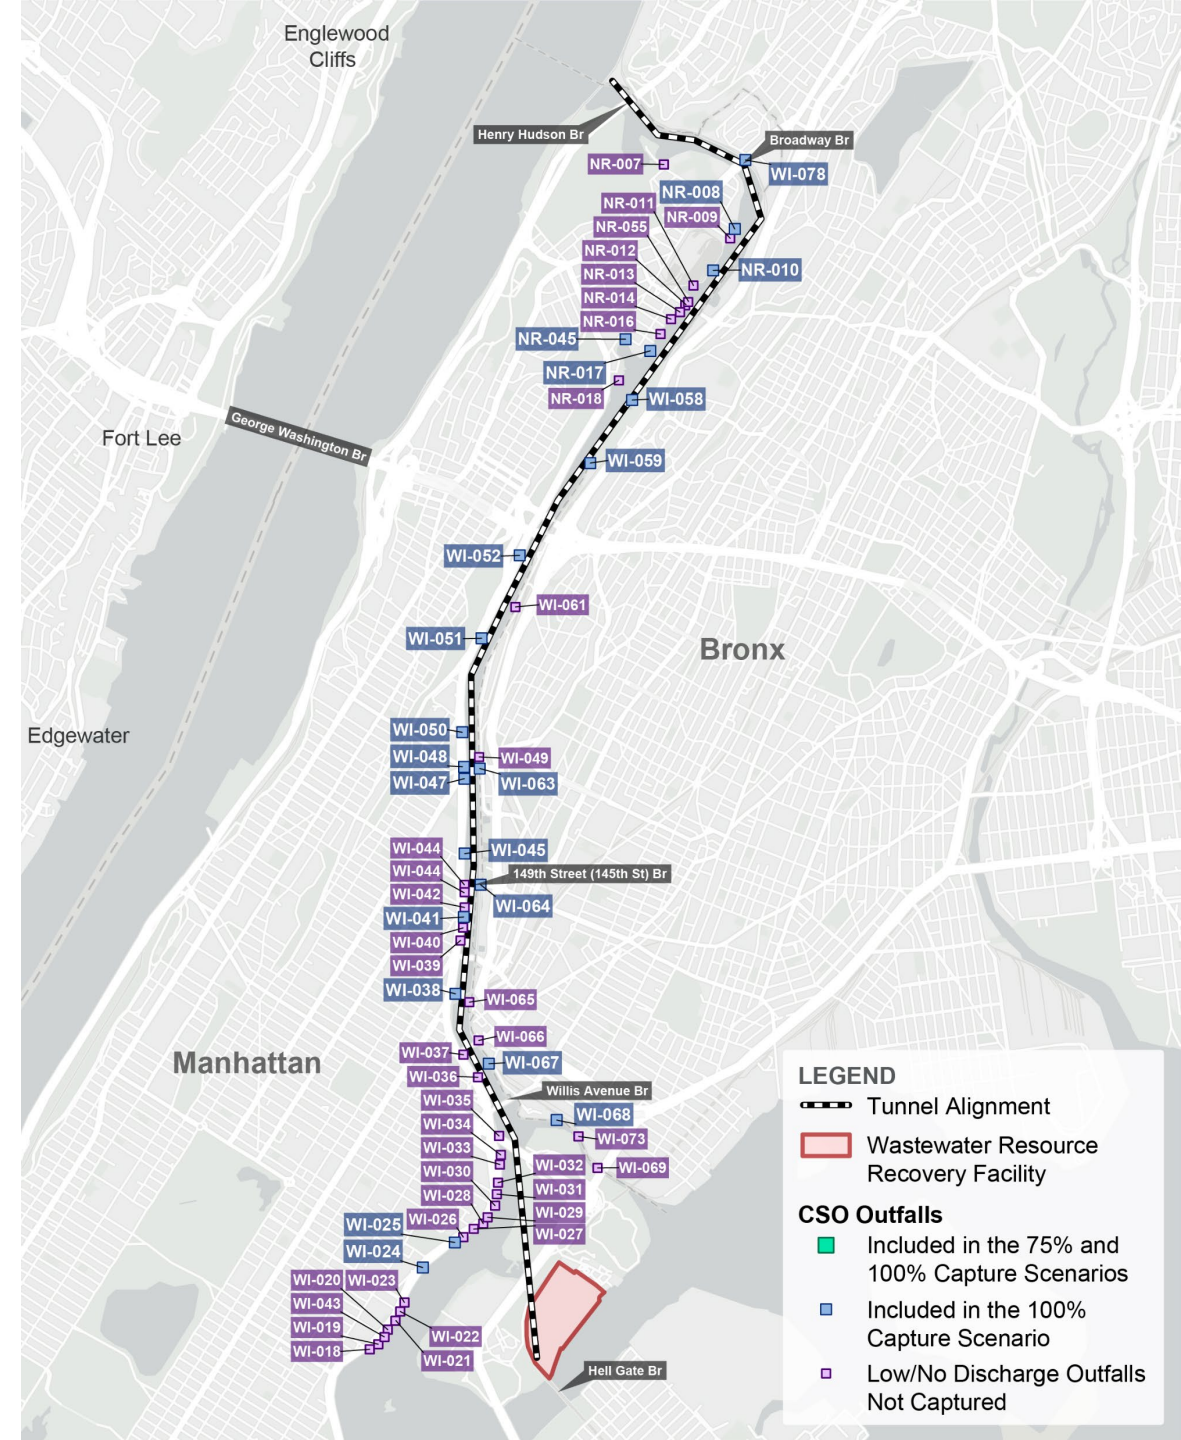 Englewood
Cliffs
Henry Hudson Br
Broadway Br
NR-007
WI-078
NR-008
NR-011
NR-009
NR-055
NR-012
NR-010
NR-013
NR-014
NR-016
NR-045
NR-017
NR-018
WI-058
George Washington Br
Fort Lee
WI-059
WI-052
WI-061
WI-051
Bronx
WI-050
Edgewater
WI-048
WI-049
WI-047
WI-063
WI-044
WI-045
WI-044
149th Street (145th St) Br
WI-042
WI-064
WI-041
WI-040
WI-039
WI-038
WI-065
WI-066
WI-037
WI-067
Manhattan
WI-036
Willis Avenue Br
WI-035
WI-068
WI-034
WI-073
WI-033
WI-032
WI-069
WI-030
WI-031
WI-028
WI-029
WI-026
WI-025
WI-027
WI-024
WI-020
WI-023
WI-043
WI-019
WI-022
WI-018
WI-021
Hell Gate Br
LEGEND
Tunnel Alignment
Wastewater Resource
Recovery Facility
CSO Outfalls
Included in the 75% and
100% Capture Scenarios
Included in the 100%
Capture Scenario
Low/No Discharge Outfalls
Not Captured